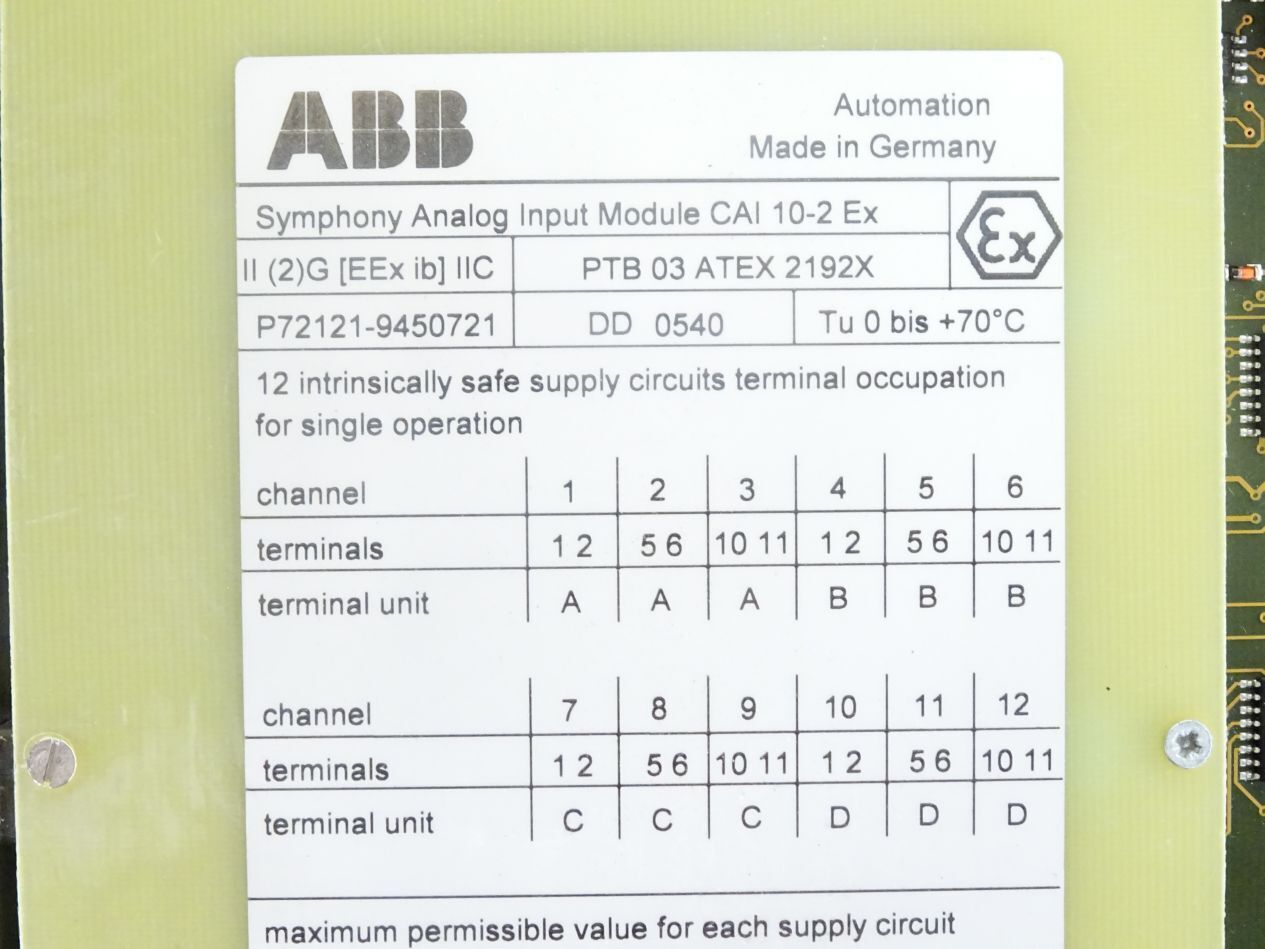 ABB
Automation
Made in Germany
Symphony Analog Input Module CAI 10-2 Ex
Ex
II (2)G [EEx ib] IIC PTB 03 ATEX 2192X
P72121-9450721 DD 0540 Tu 0 bis +70°C
12 intrinsically safe supply circuits terminal occupation
for single operation
channel 1 2 3 4 5 6
terminals 1 2 5 6 10 11 1 2 5 6 10 11
terminal unit A A A B B B
channel 7 8 9 10 11 12
terminals 1 2 5 6 10 11 1 2 5 6 10 11
terminal unit C C C D D D
maximum permissible value for each supply circuit